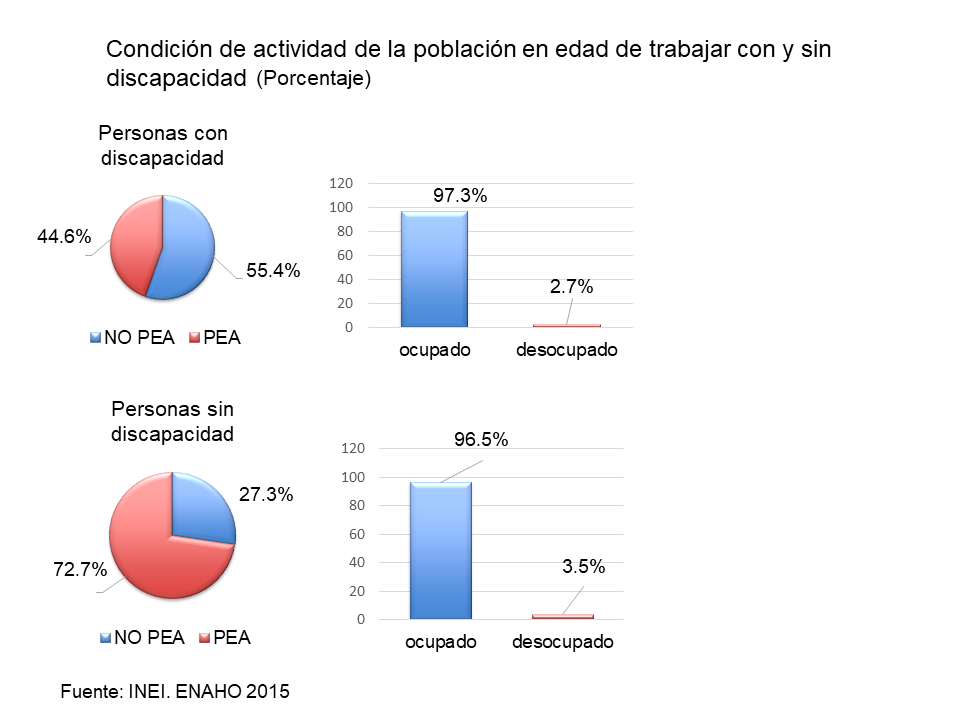 Condición de actividad de la población en edad de trabajar con y sin
discapacidad (Porcentaje)
Personas con
discapacidad
44.6%
55.4%
NO PEA PEA
120
100
80
60
40
20
0
97.3%
2.7%
ocupado desocupado
Personas sin
discapacidad
27.3%
72.7%
NO PEA PEA
120
100
80
60
40
20
0
96.5%
3.5%
ocupado desocupado
Fuente: INEI. ENAHO 2015